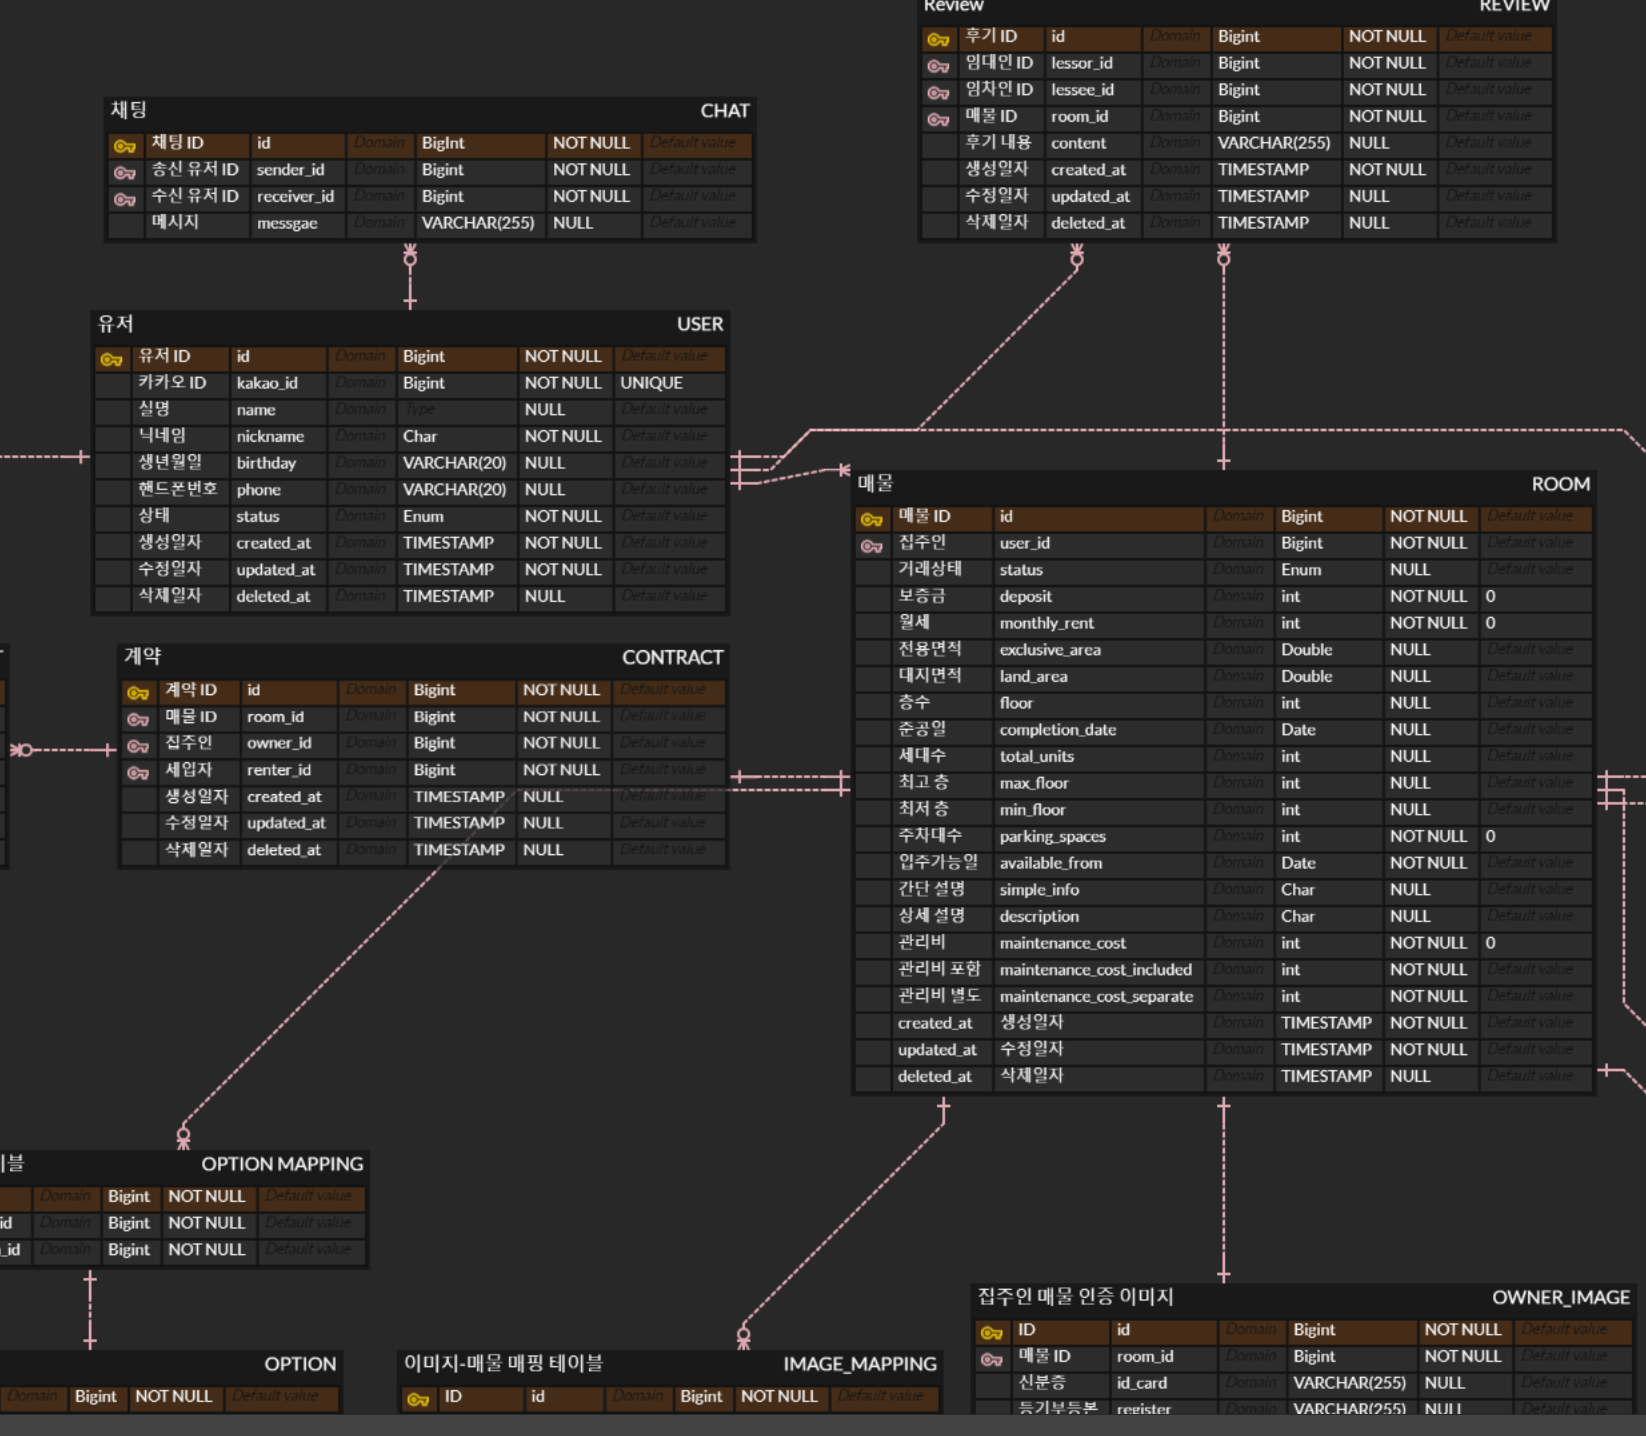 Review REVIEW
후기 ID id Domain Bigint NOT NULL Default value
임대인 ID lessor_id Domain Bigint NOT NULL Default value
임차인 ID lessee_id Domain Bigint NOT NULL Default value
매물 ID room_id Domain Bigint NOT NULL Default value
후기 내용 content Domain VARCHAR(255) NULL Default value
생성일자 created_at Domain TIMESTAMP NOT NULL Default value
수정일자 updated_at Domain TIMESTAMP NULL Default value
삭제일자 deleted_at Domain TIMESTAMP NULL Default value
채팅 CHAT
채팅 ID id Domain BigInt NOT NULL Default value
송신 유저 ID sender_id Domain Bigint NOT NULL Default value
수신 유저 ID receiver_id Domain Bigint NOT NULL Default value
메시지 messgae Domain VARCHAR(255) NULL Default value
유저 USER
유저 ID id Domain Bigint NOT NULL Default value
카카오 ID kakao_id Domain Bigint NOT NULL UNIQUE
실명 name Domain Type NULL Default value
닉네임 nickname Domain Char NOT NULL Default value
생년월일 birthday Domain VARCHAR(20) NULL Default value
핸드폰번호 phone Domain VARCHAR(20) NULL Default value
상태 status Domain Enum NOT NULL Default value
생성일자 created_at Domain TIMESTAMP NOT NULL Default value
수정일자 updated_at Domain TIMESTAMP NOT NULL Default value
삭제일자 deleted_at Domain TIMESTAMP NULL Default value
매물 ROOM
매물 ID id Domain Bigint NOT NULL Default value
집주인 user_id Domain Bigint NOT NULL Default value
거래상태 status Domain Enum NULL Default value
보증금 deposit Domain int NOT NULL 0
월세 monthly_rent Domain int NOT NULL 0
전용면적 exclusive_area Domain Double NULL Default value
대지면적 land_area Domain Double NULL Default value
층수 floor Domain int NULL Default value
준공일 completion_date Domain Date NULL Default value
세대수 total_units Domain int NULL Default value
최고 층 max_floor Domain int NULL Default value
최저 층 min_floor Domain int NULL Default value
주차대수 parking_spaces Domain int NOT NULL 0
입주가능일 available_from Domain Date NOT NULL Default value
간단 설명 simple_info Domain Char NULL Default value
상세 설명 description Domain Char NULL Default value
관리비 maintenance_cost Domain int NOT NULL 0
관리비 포함 maintenance_cost_included Domain int NOT NULL Default value
관리비 별도 maintenance_cost_separate Domain int NOT NULL Default value
created_at 생성일자 Domain TIMESTAMP NOT NULL Default value
updated_at 수정일자 Domain TIMESTAMP NOT NULL Default value
deleted_at 삭제일자 Domain TIMESTAMP NULL Default value
계약 CONTRACT
계약 ID id Domain Bigint NOT NULL Default value
매물 ID room_id Domain Bigint NOT NULL Default value
집주인 owner_id Domain Bigint NOT NULL Default value
세입자 renter_id Domain Bigint NOT NULL Default value
생성일자 created_at Domain TIMESTAMP NULL Default value
수정일자 updated_at Domain TIMESTAMP NULL Default value
삭제일자 deleted_at Domain TIMESTAMP NULL Default value
블 OPTION MAPPING
Domain Bigint NOT NULL Default value
id Domain Bigint NOT NULL Default value
_id Domain Bigint NOT NULL Default value
OPTION
Domain Bigint NOT NULL Default value
이미지-매물 매핑 테이블 IMAGE_MAPPING
ID id Domain Bigint NOT NULL Default value
집주인 매물 인증 이미지 OWNER_IMAGE
ID id Domain Bigint NOT NULL Default value
매물 ID room_id Domain Bigint NOT NULL Default value
신분증 id_card Domain VARCHAR(255) NULL Default value
등기부등본 register Domain VARCHAR(255) NULL Default value